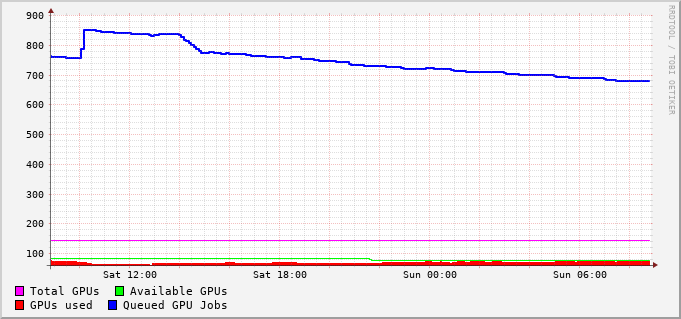 900
800
700
600
500
400
300
200
100
Sat 12:00 Sat 18:00 Sun 00:00 Sun 06:00
Total GPUs Available GPUs
GPUs used Queued GPU Jobs
RRDTOOL / TOBI OETIKER